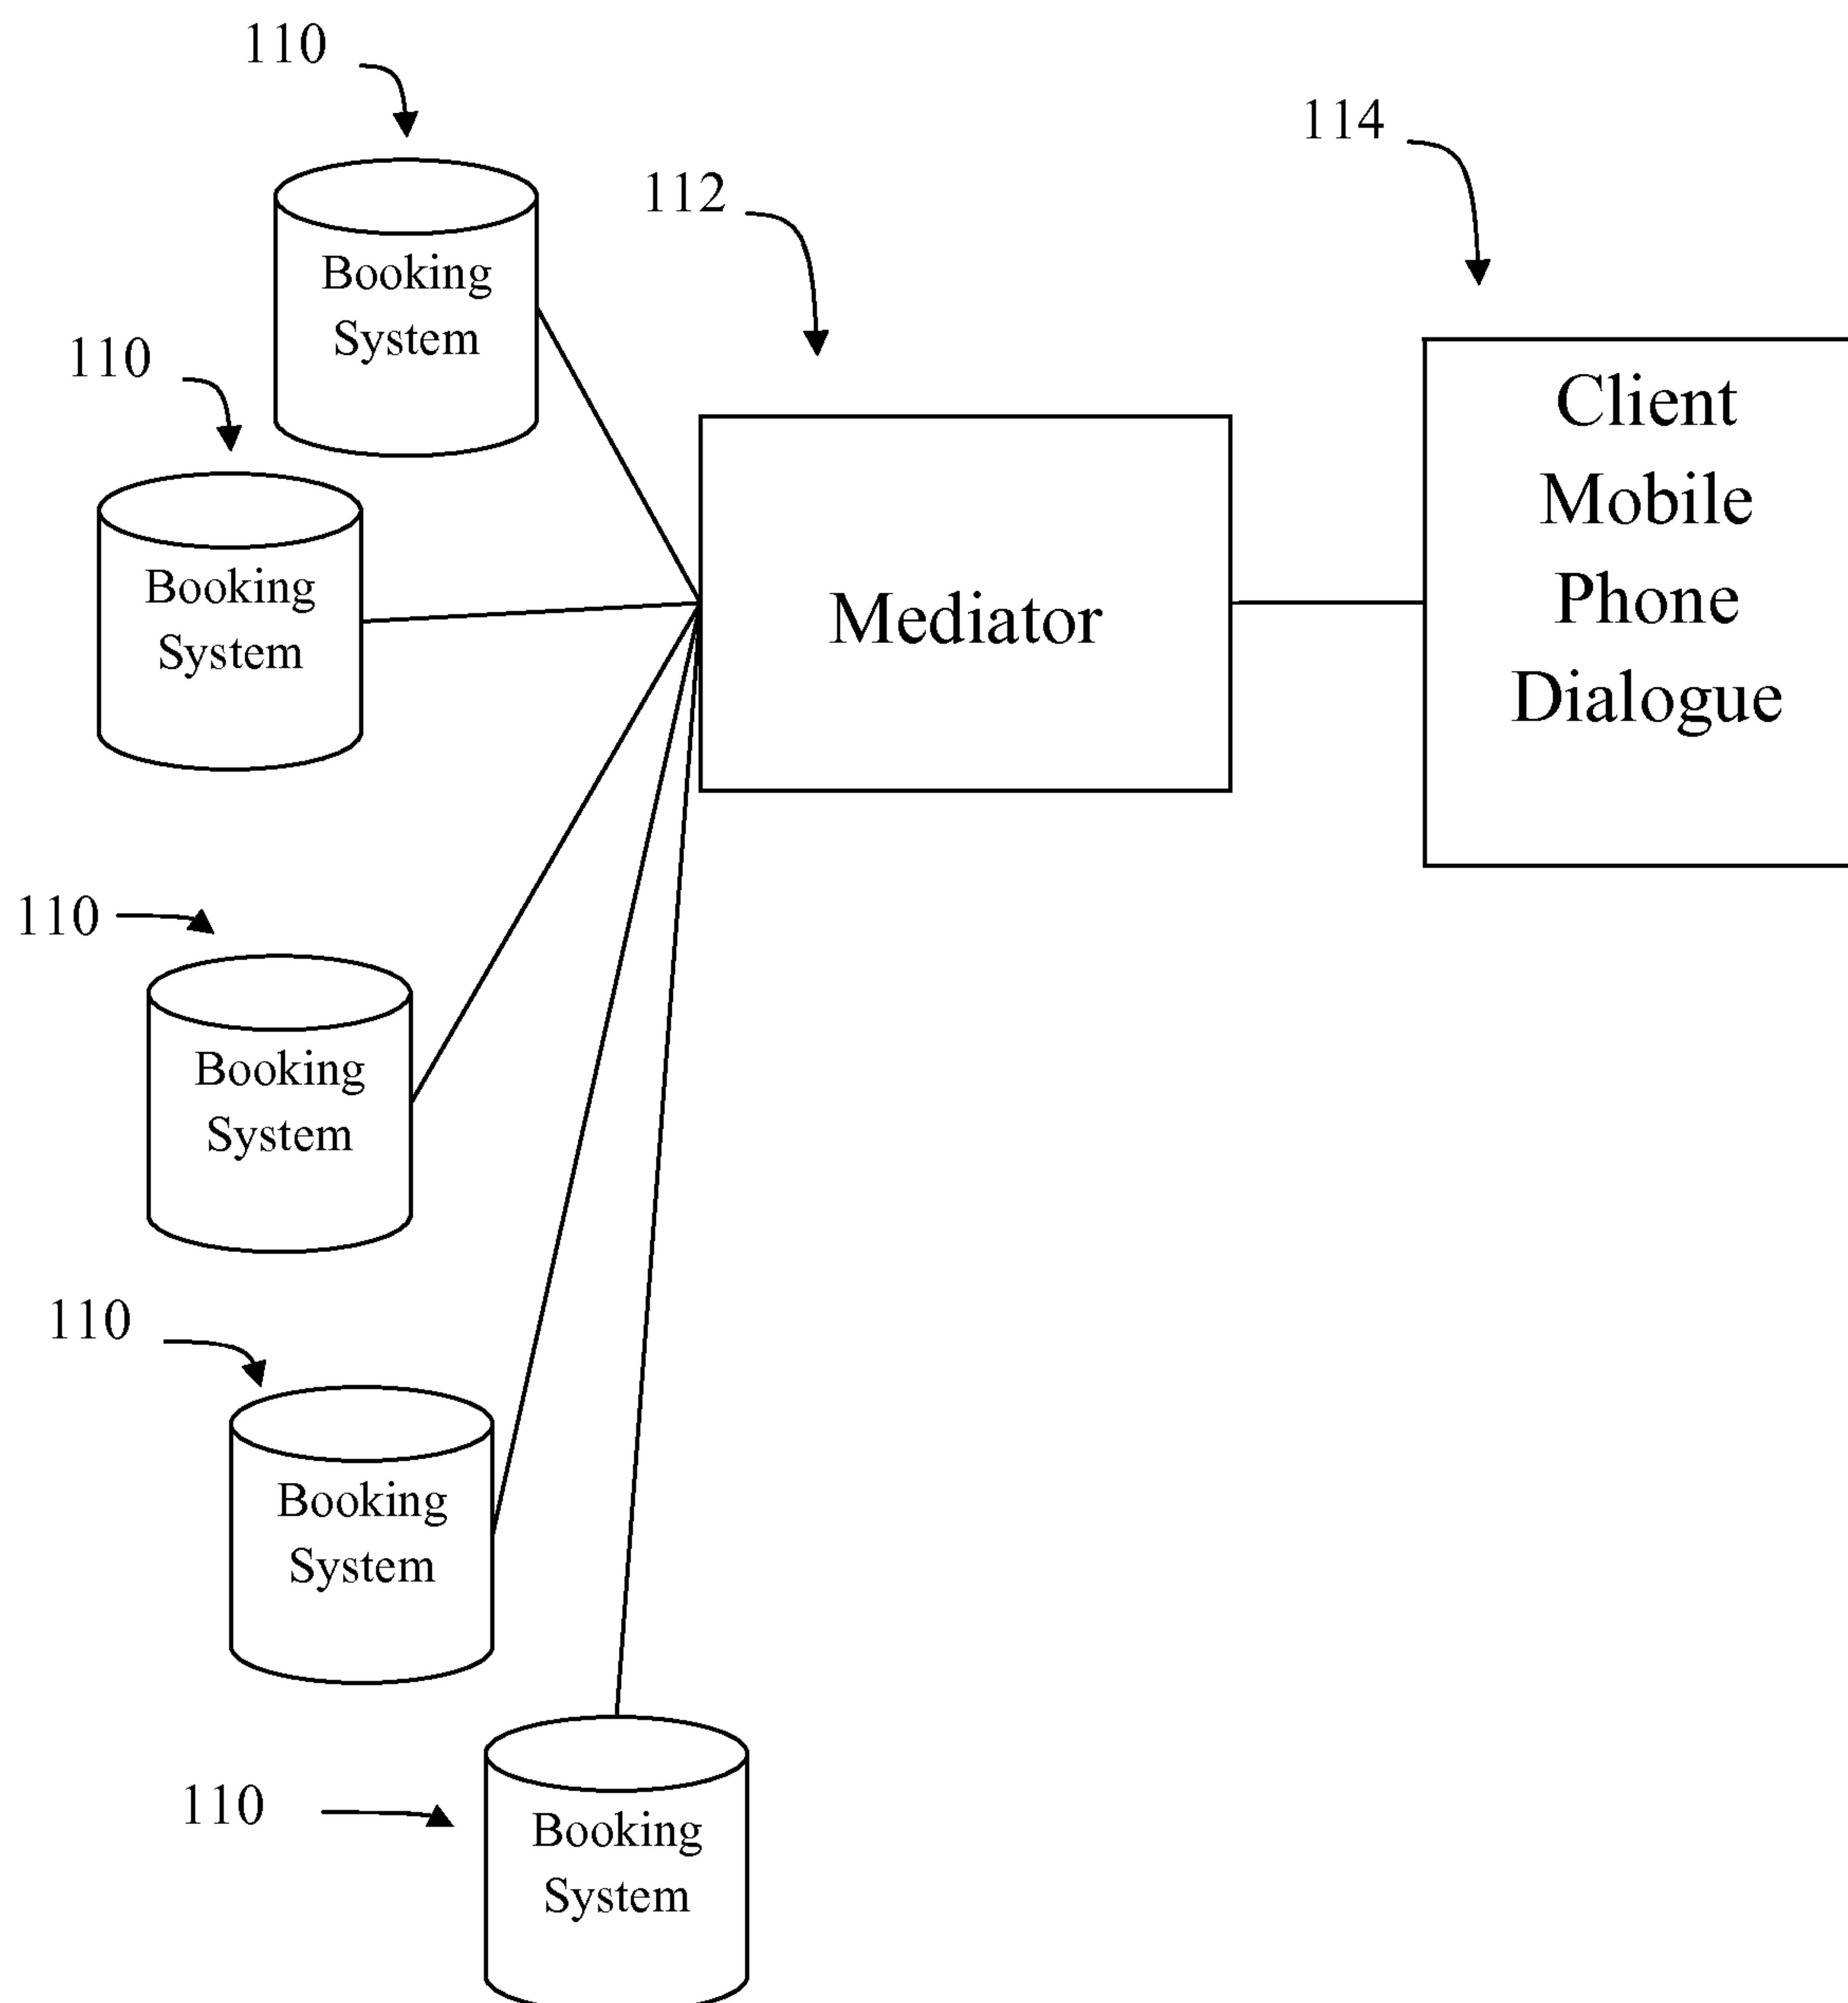 110
114
112
Booking
System
110
Client
Mobile
Phone
Dialogue
Booking
System
Mediator
110
Booking
System
110
Booking
System
110
Booking
System